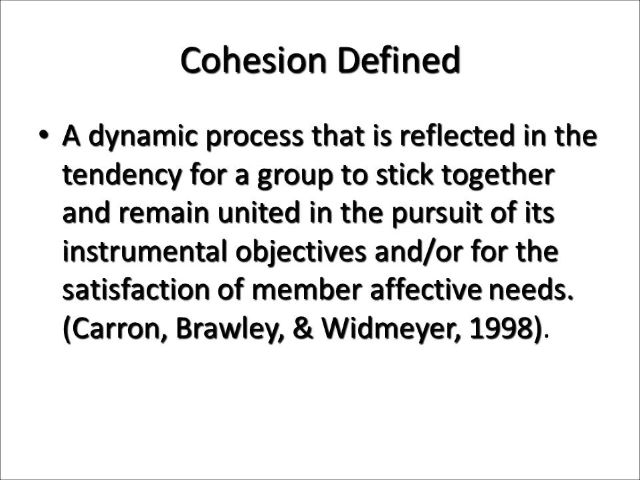 Cohesion Defined
• A dynamic process that is reflected in the
tendency for a group to stick together
and remain united in the pursuit of its
instrumental objectives and/or for the
satisfaction of member affective needs.
(Carron, Brawley, & Widmeyer, 1998).